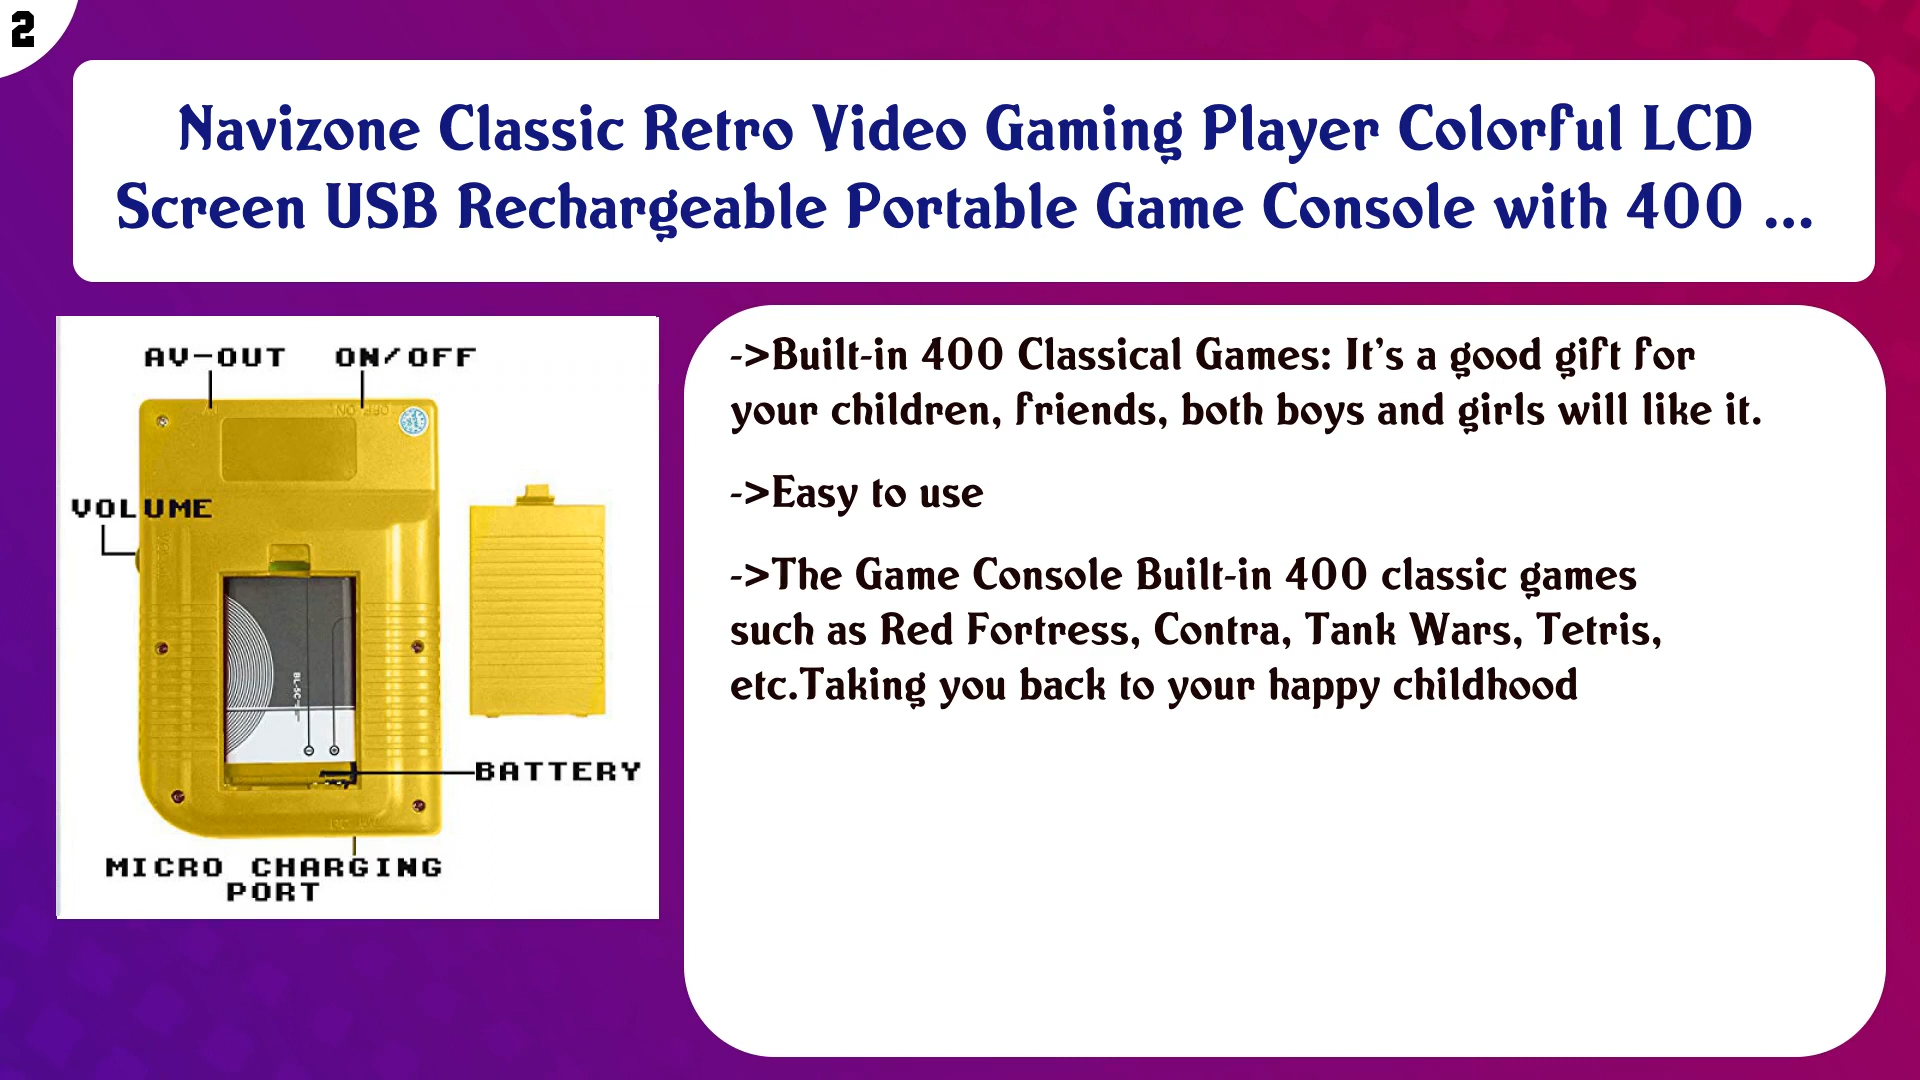 2
Navizone Classic Retro Video Gaming Player Colorful LCD
Screen USB Rechargeable Portable Game Console with 400 ...
AV-OUT ON/OFF
VOLUME
BL-5C
BATTERY
MICRO CHARGING
PORT
->Built-in 400 Classical Games: It's a good gift for
your children, friends, both boys and girls will like it.
->Easy to use
->The Game Console Built-in 400 classic games
such as Red Fortress, Contra, Tank Wars, Tetris,
etc.Taking you back to your happy childhood